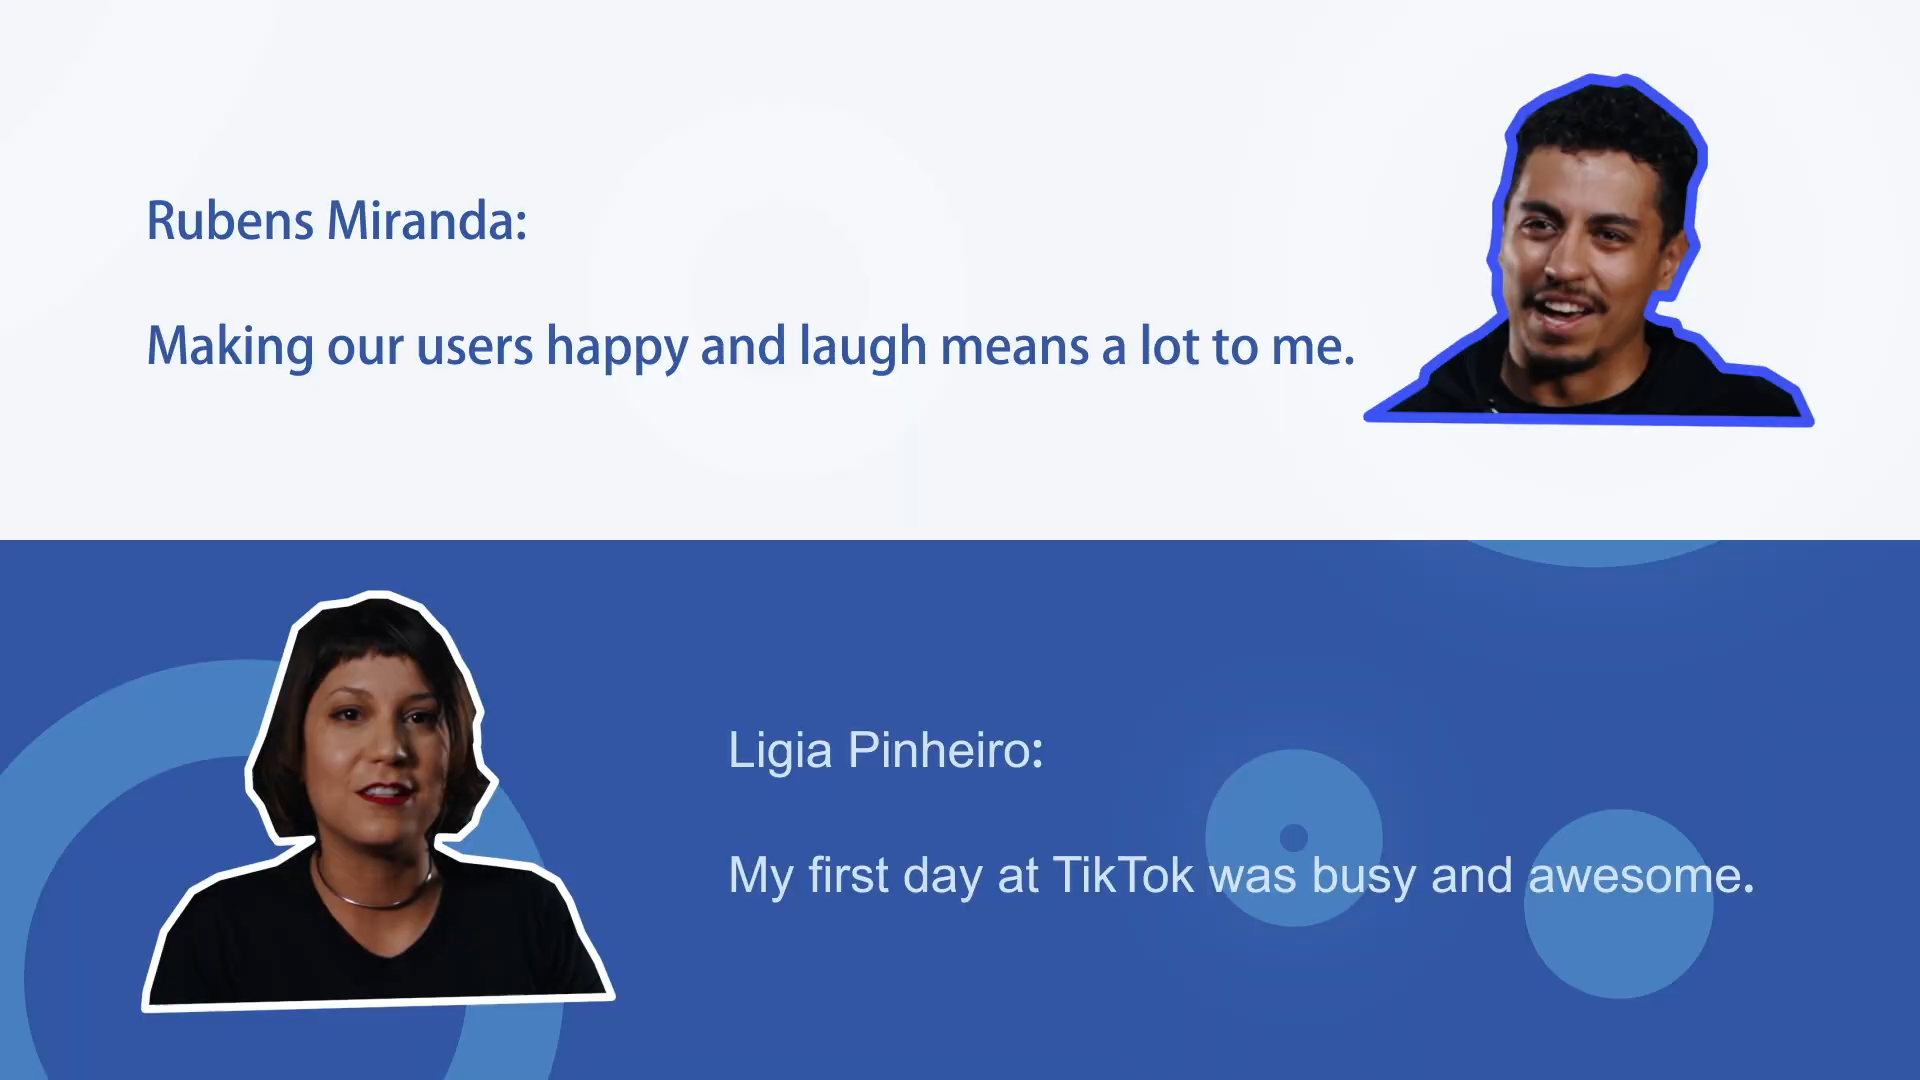 Rubens Miranda:
Making our users happy and laugh means a lot to me.
Ligia Pinheiro:
My first day at TikTok was busy and awesome.